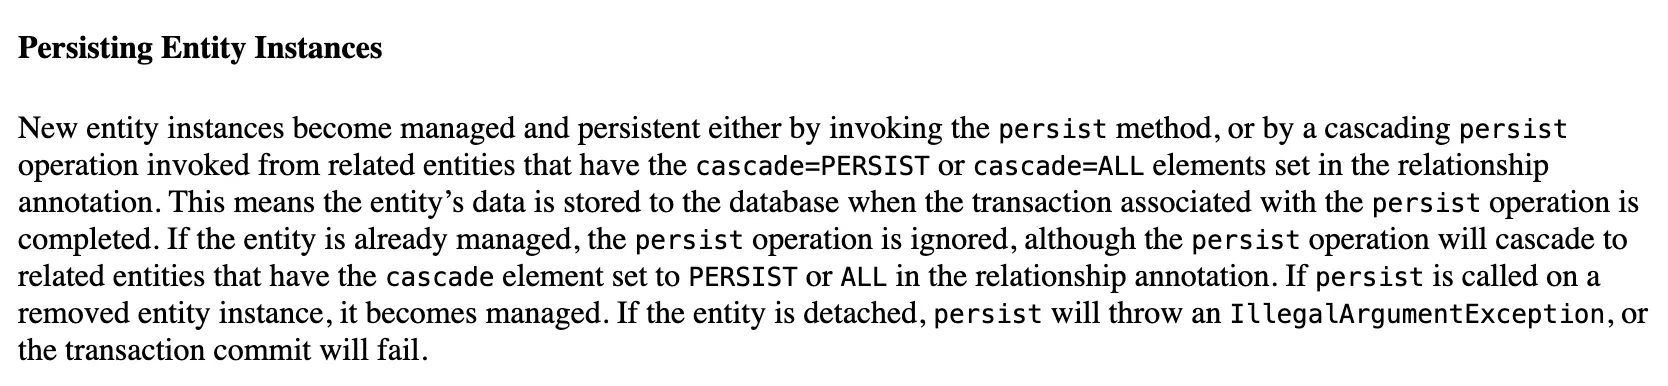 Persisting Entity Instances
New entity instances become managed and persistent either by invoking the persist method, or by a cascading persist
operation invoked from related entities that have the cascade=PERSIST or cascade=ALL elements set in the relationship
annotation. This means the entity’s data is stored to the database when the transaction associated with the persist operation is
completed. If the entity is already managed, the persist operation is ignored, although the persist operation will cascade to
related entities that have the cascade element set to PERSIST or ALL in the relationship annotation. If persist is called on a
removed entity instance, it becomes managed. If the entity is detached, persist will throw an IllegalArgumentException, or
the transaction commit will fail.